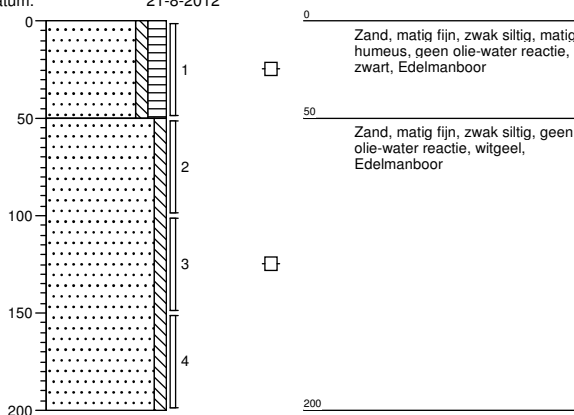 21-8-2012
0
50
100
150
200
1
2
3
4
0
Zand, matig fijn, zwak siltig, matig
humeus, geen olie-water reactie,
zwart, Edelmanboor
50
Zand, matig fijn, zwak siltig, geen
olie-water reactie, witgeel,
Edelmanboor
200